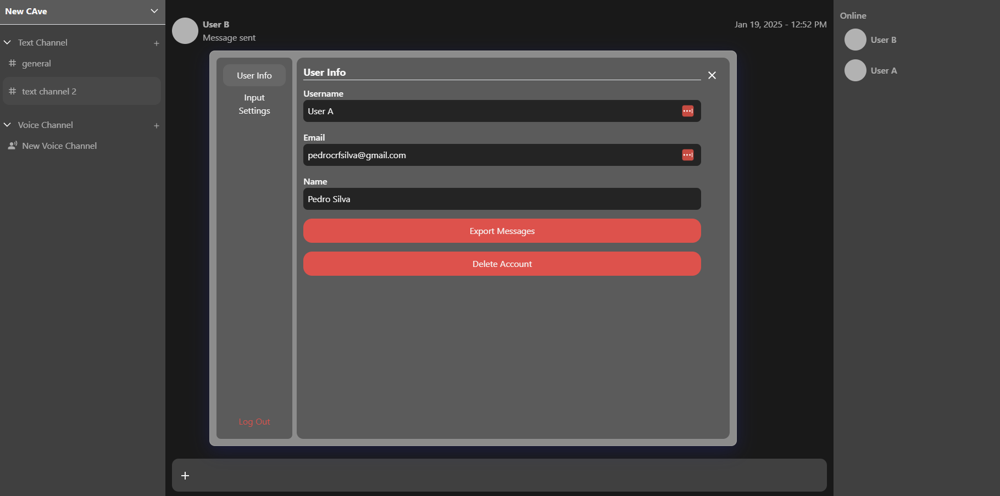 New CAve
Text Channel
general
text channel 2
Voice Channel
New Voice Channel
User B
Jan 19, 2025 - 12:52 PM
Message sent
User Info
Input
Settings
Log Out
User Info
Username
User A
Email
pedrocrfsilva@gmail.com
Name
Pedro Silva
Export Messages
Delete Account
Online
User B
User A